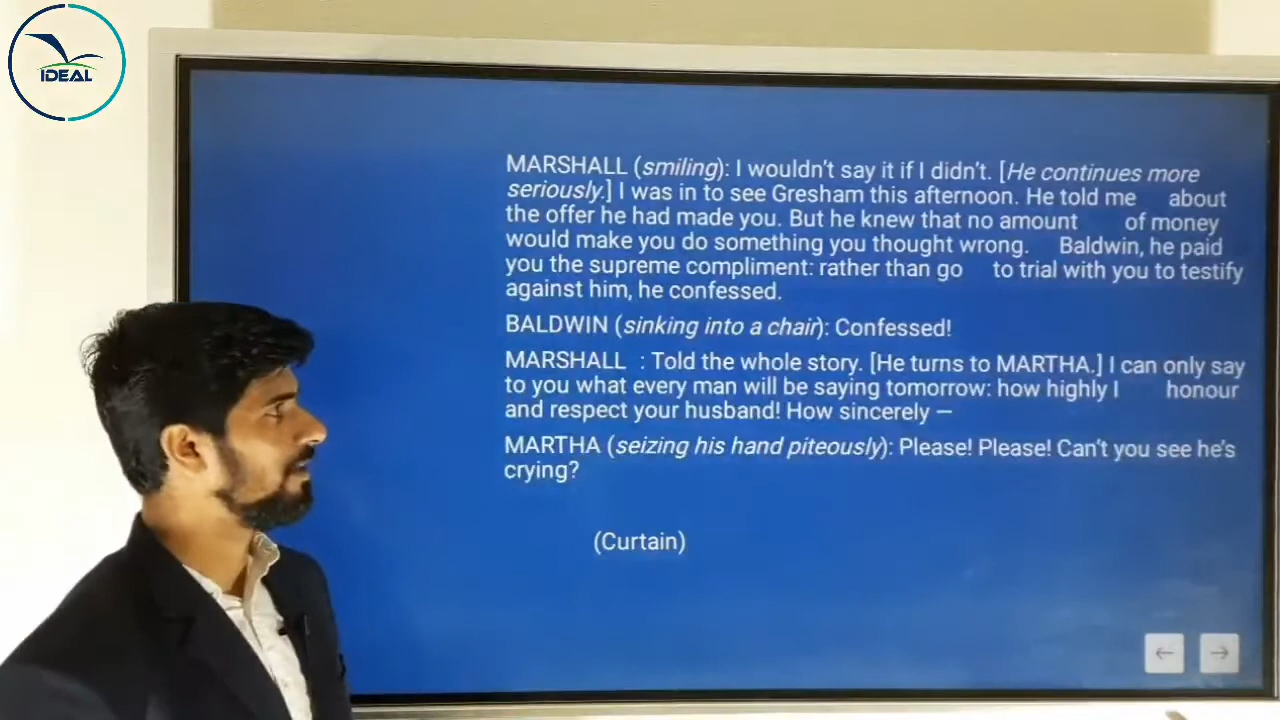 IDEAL
MARSHALL (smiling): I wouldn't say it if I didn't. [He continues more
seriously.] I was in to see Gresham this afternoon. He told me about
the offer he had made you. But he knew that no amount of money
would make you do something you thought wrong. Baldwin, he paid
you the supreme compliment: rather than go to trial with you to testify
against him, he confessed.
BALDWIN (sinking into a chair): Confessed!
MARSHALL : Told the whole story. [He turns to MARTHA.] I can only say
to you what every man will be saying tomorrow: how highly I honour
and respect your husband! How sincerely —
MARTHA (seizing his hand piteously): Please! Please! Can't you see he's
crying?
(Curtain)